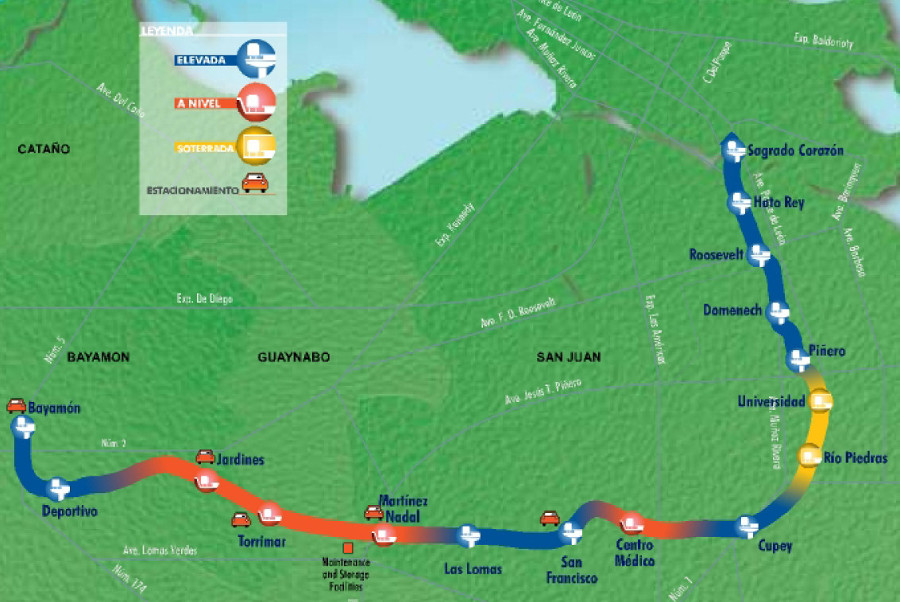 LEYENDA
ELEVADA
A NIVEL
SOTERRADA
ESTACIONAMIENTO
Ave. Fernández Juncos
Ave. Muñoz Rivera
C. Del Parque
Exp. Baldorioty
CATAÑO
Sagrado Corazón
Hato Rey
Ave. Ponce de León
Ave. Borinquen
Ave. Barbosa
Exp. Kennedy
Roosevelt
Exp. De Diego
Ave. F. D. Roosevelt
Exp. Las Américas
Domenech
Núm. 5
BAYAMON
GUAYNABO
SAN JUAN
Piñero
Ave. Jesús T. Piñero
Bayamón
Universidad
Ave. Muñoz Rivera
Núm. 2
Jardines
Río Piedras
Deportivo
Martínez
Nadal
Torrimar
Ave. Lomas Verdes
Maintenance
and Storage
Facilities
Las Lomas
San
Francisco
Centro
Médico
Cupey
Núm. 174
Núm. 1